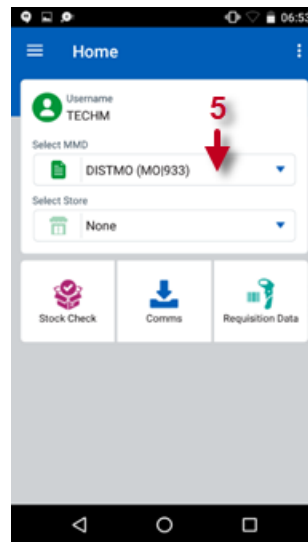 06:53
Home
Username
TECHM
5
Select MMD
DISTMO (MO|933)
Select Store
None
Stock Check
Comms
Requisition Data